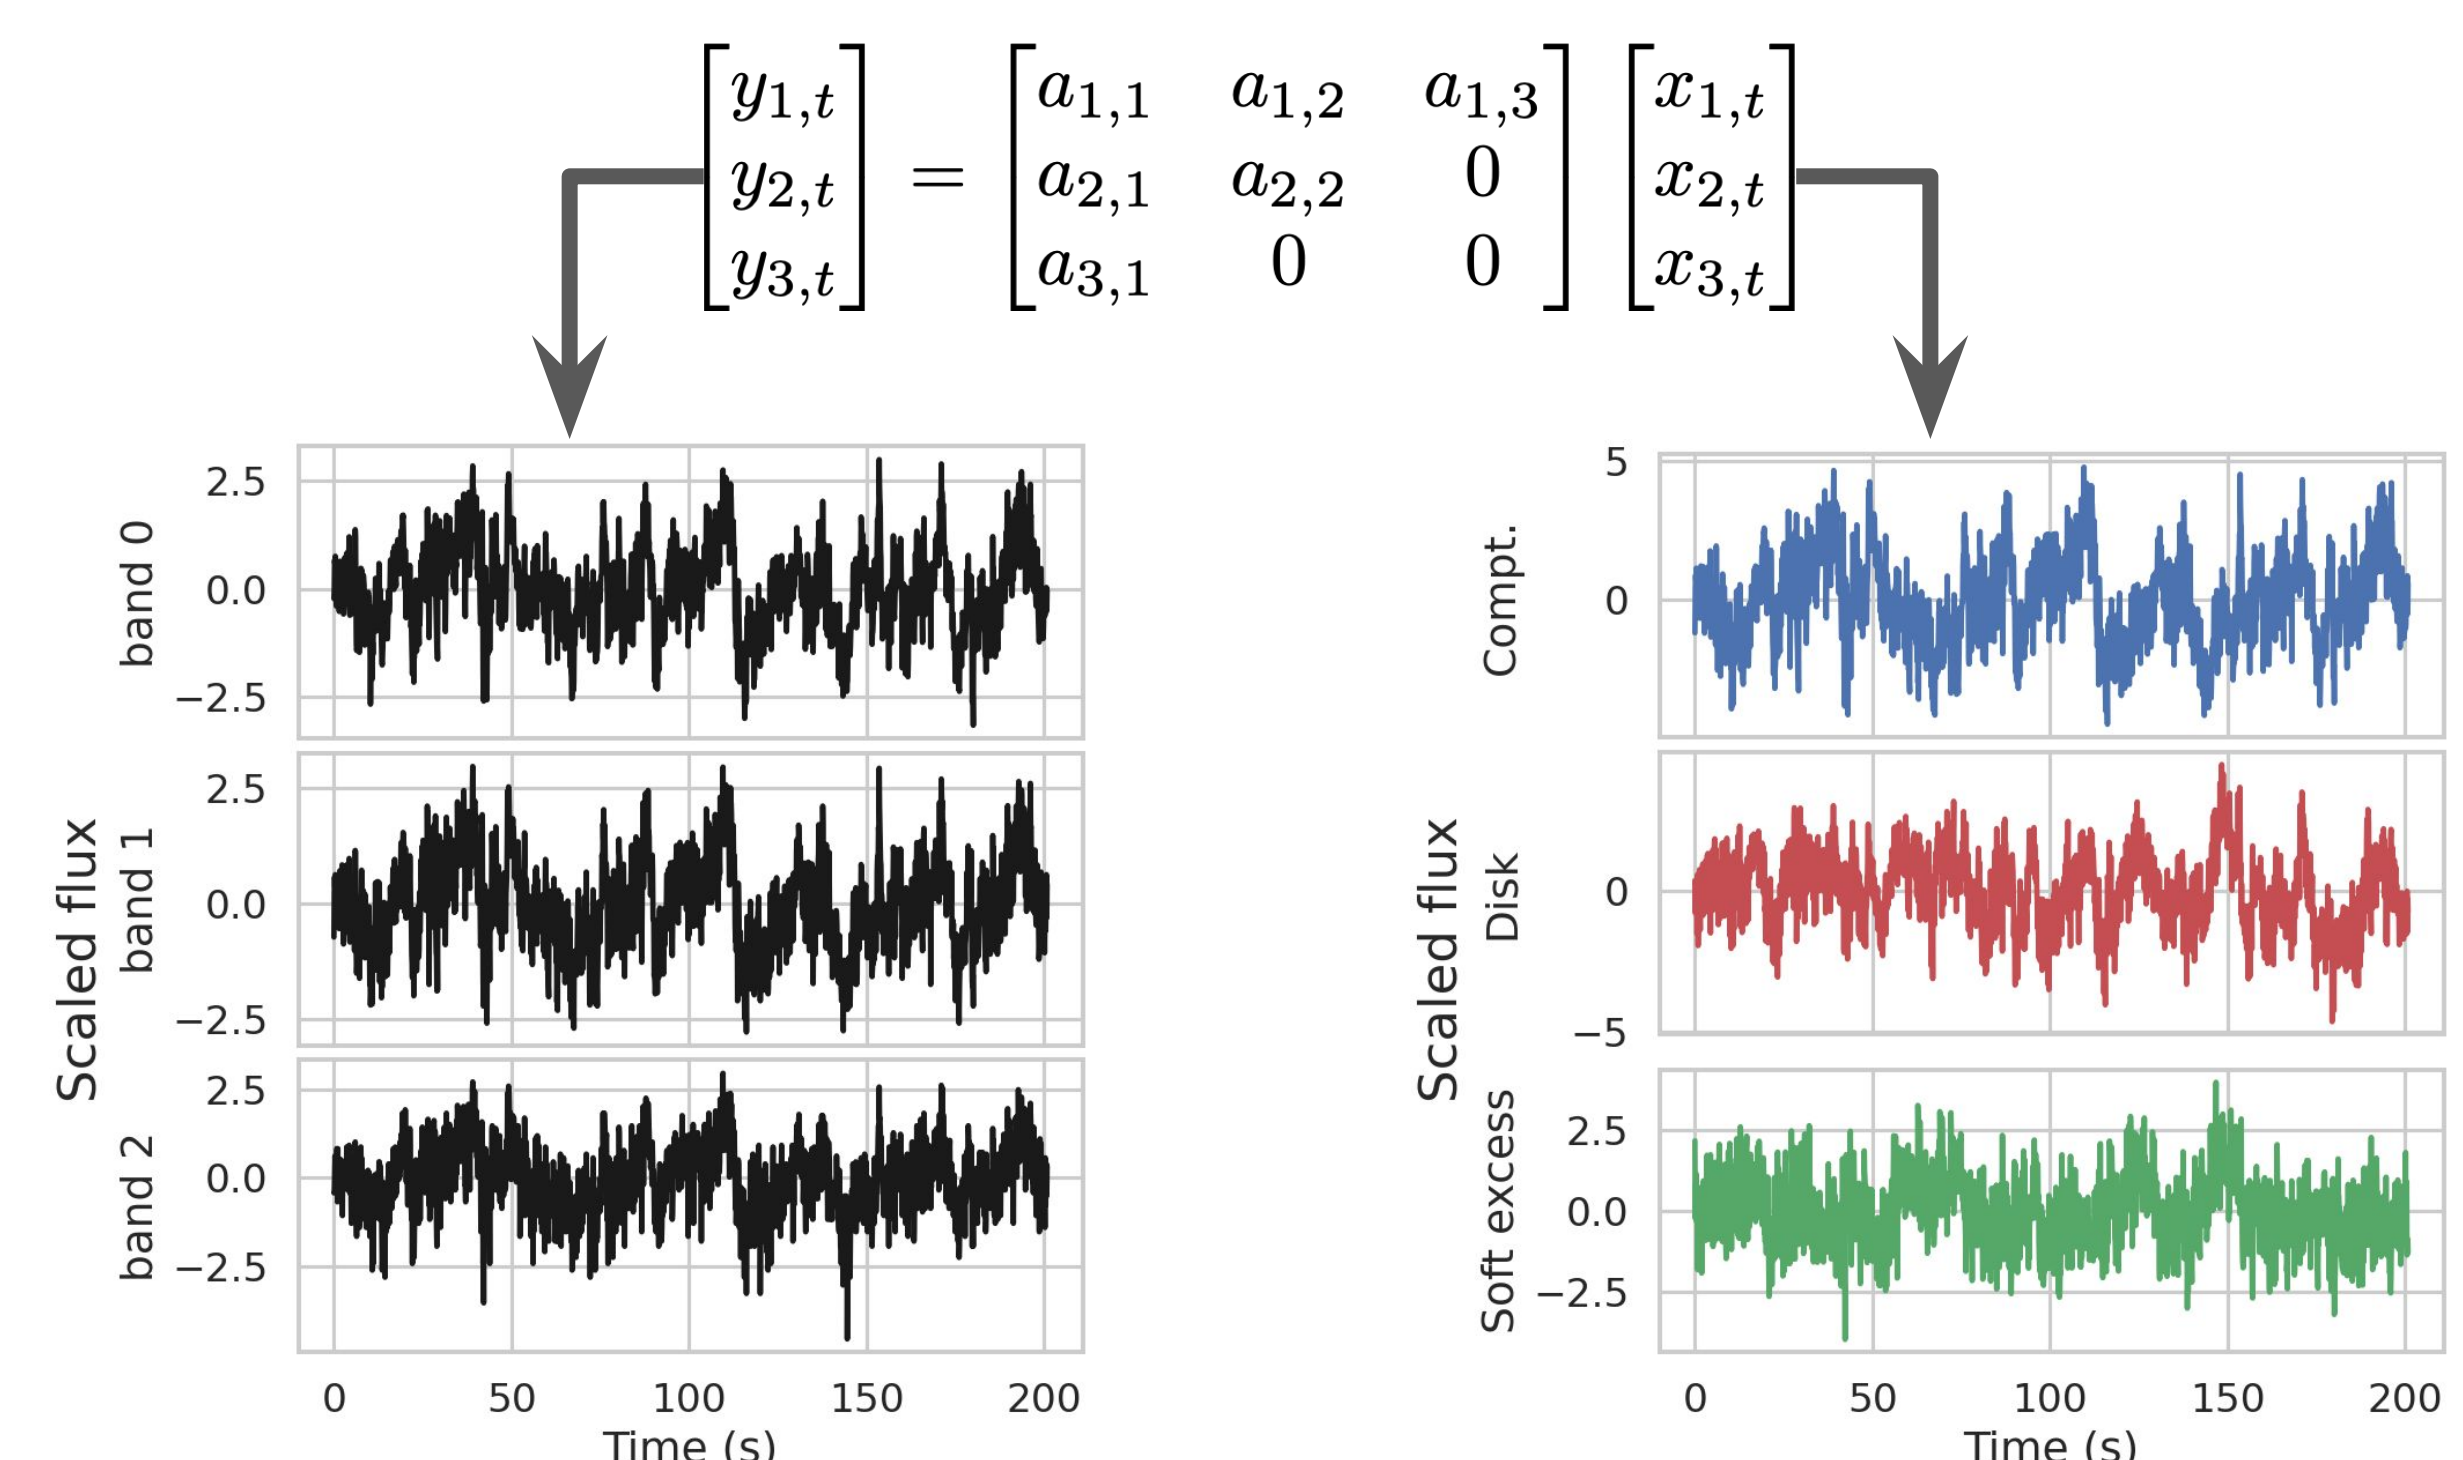 y1,t = a1,1 a1,2 a1,3 x1,t
y2,t a2,1 a2,2 0 x2,t
y3,t a3,1 0 0 x3,t
Scaled flux
band 0
2.5
0.0
−2.5
band 1
2.5
0.0
−2.5
band 2
2.5
0.0
−2.5
0 50 100 150 200
Time (s)
Scaled flux
Compt.
5
0
Disk
0
−5
Soft excess
2.5
0.0
−2.5
0 50 100 150 200
Time (s)